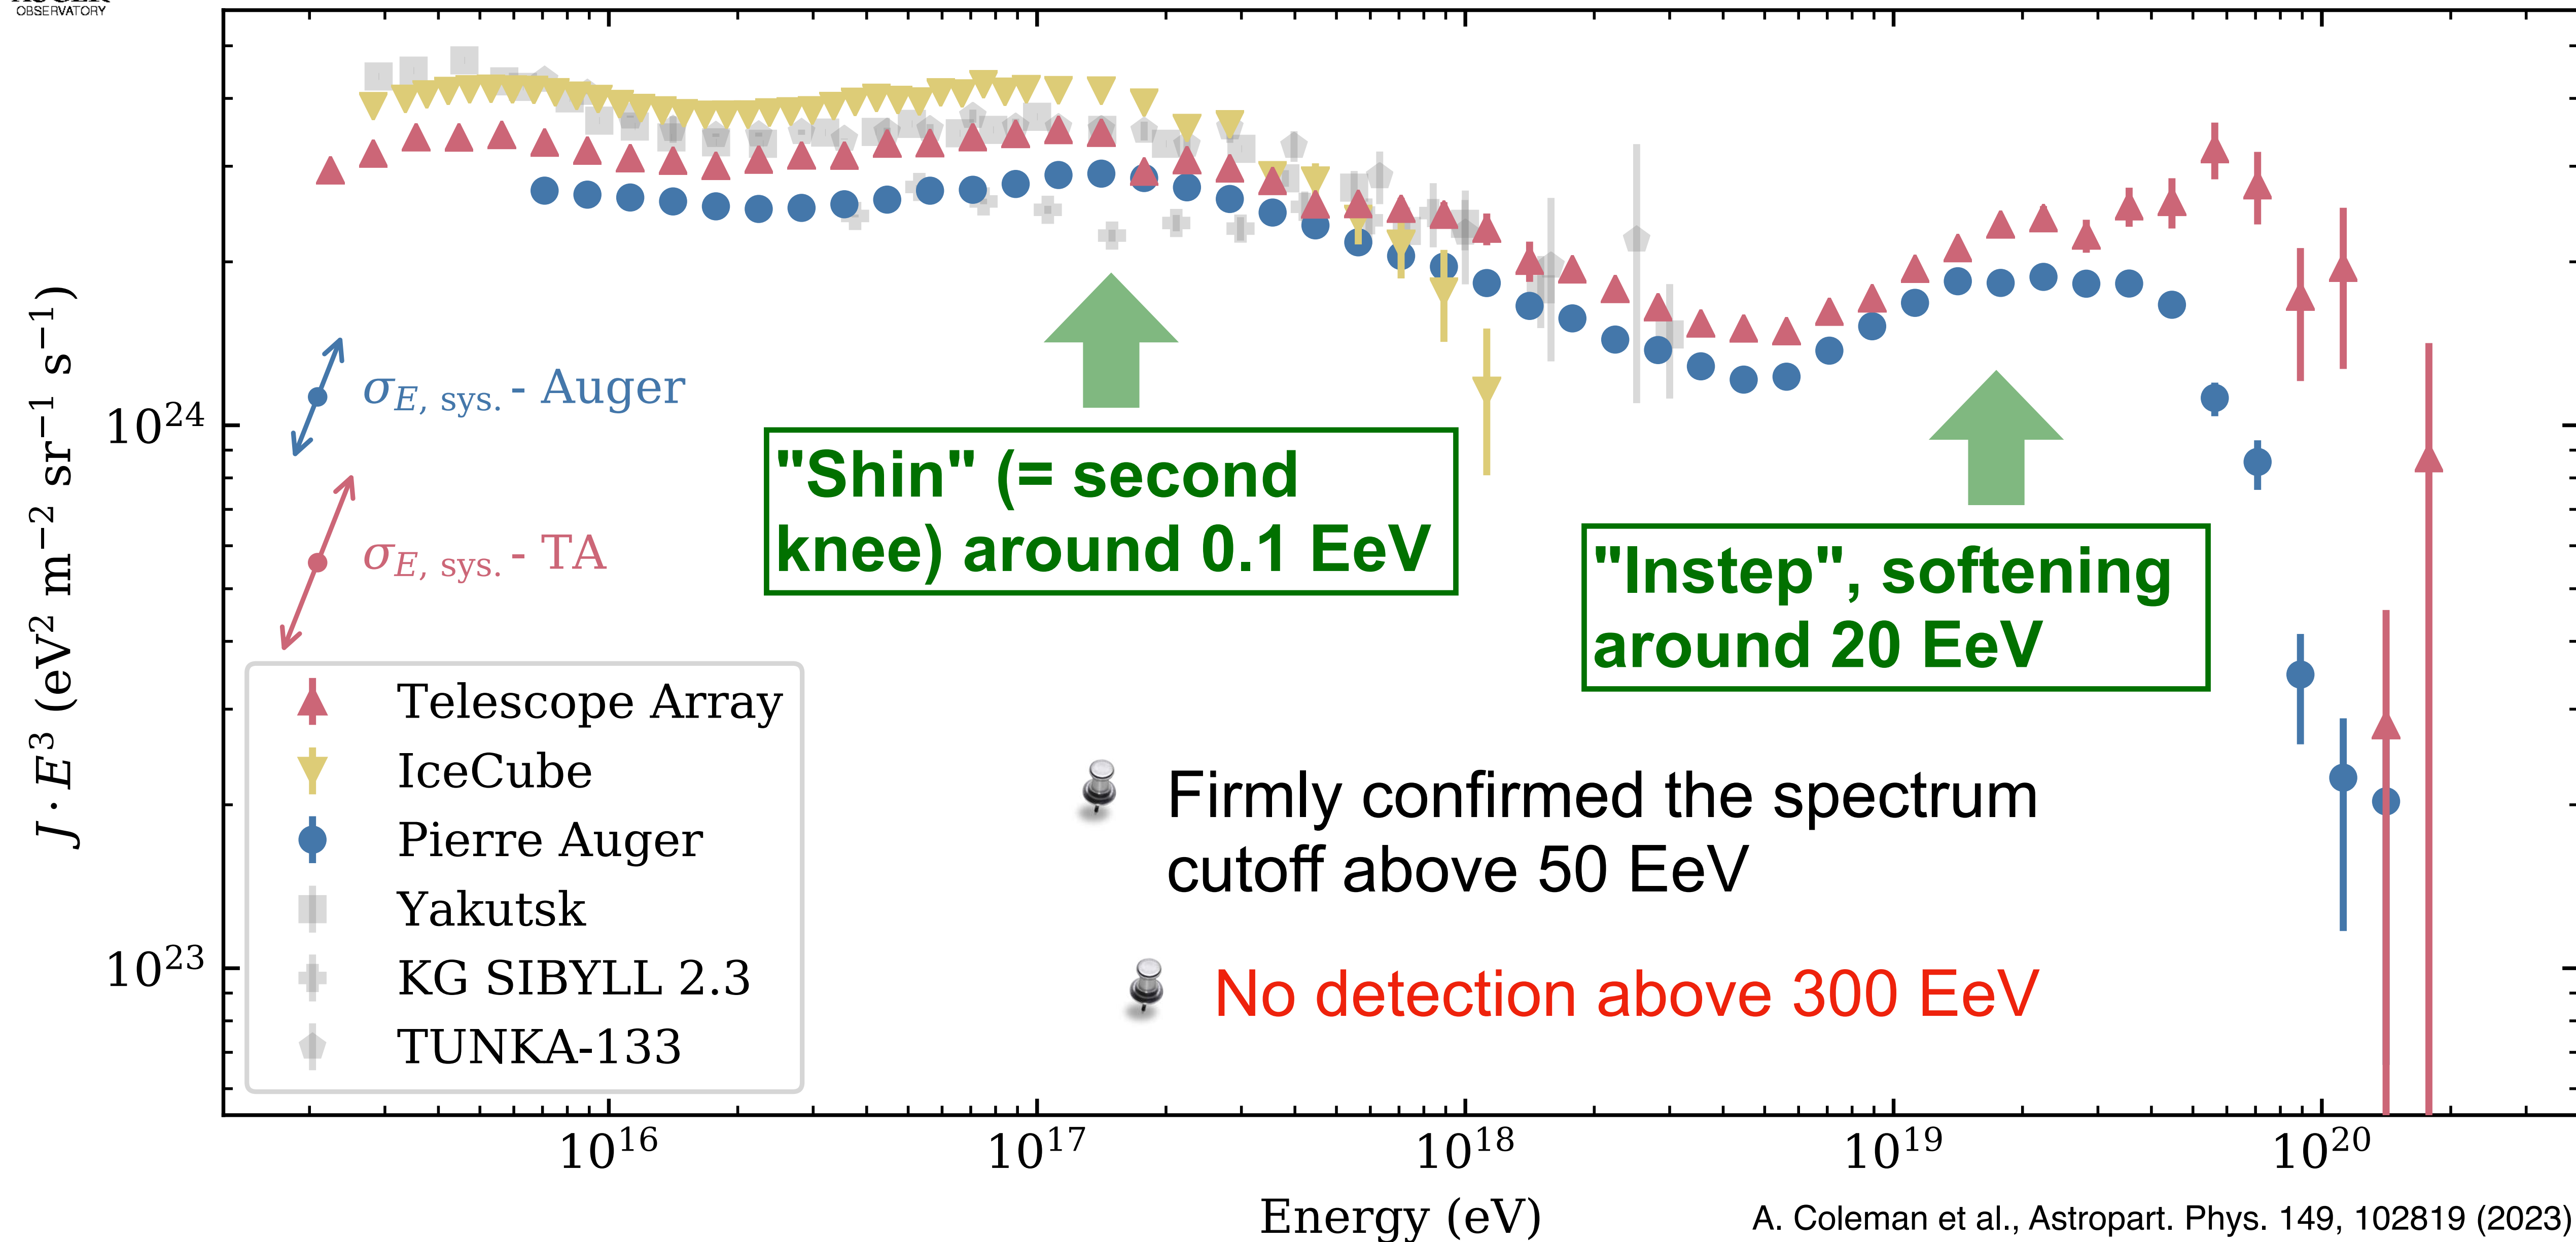 OBSERVATORY
J · E³ (eV² m⁻² sr⁻¹ s⁻¹)
10²⁴
10²³
σE, sys. - Auger
σE, sys. - TA
"Shin" (= second
knee) around 0.1 EeV
"Instep", softening
around 20 EeV
Telescope Array
IceCube
Pierre Auger
Yakutsk
KG SIBYLL 2.3
TUNKA-133
Firmly confirmed the spectrum
cutoff above 50 EeV
No detection above 300 EeV
10¹⁶ 10¹⁷ 10¹⁸ 10¹⁹ 10²⁰
Energy (eV)
A. Coleman et al., Astropart. Phys. 149, 102819 (2023)